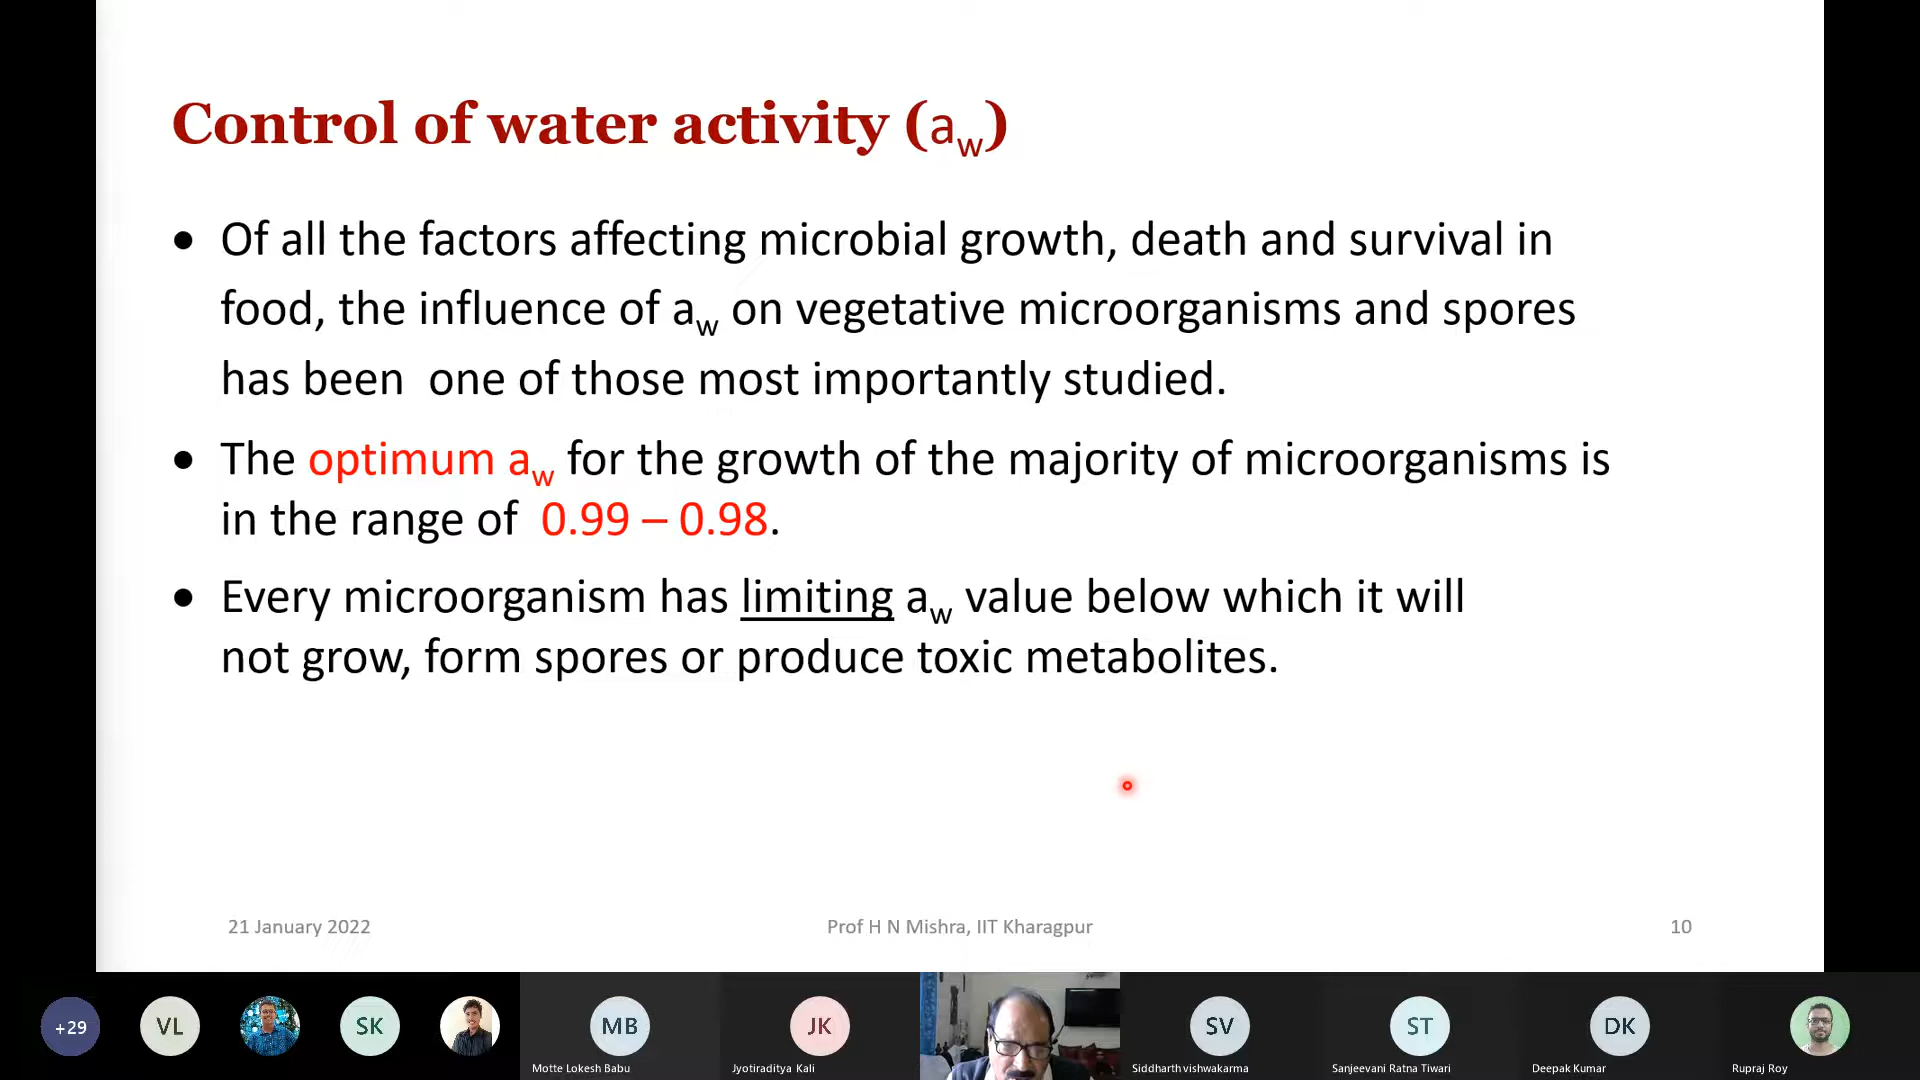 Control of water activity (aw)
• Of all the factors affecting microbial growth, death and survival in
food, the influence of aw on vegetative microorganisms and spores
has been  one of those most importantly studied.
• The optimum aw for the growth of the majority of microorganisms is
in the range of  0.99 – 0.98.
• Every microorganism has limiting aw value below which it will
not grow, form spores or produce toxic metabolites.
21 January 2022
Prof H N Mishra, IIT Kharagpur
10
+29
VL
SK
MB
Motte Lokesh Babu
JK
Jyotiraditya Kali
SV
Siddharth vishwakarma
ST
Sanjeevani Ratna Tiwari
DK
Deepak Kumar
Rupraj Roy